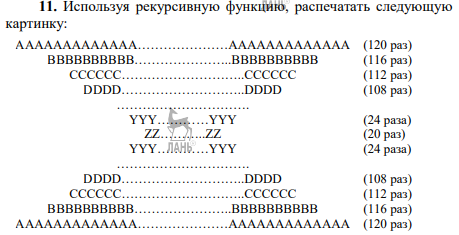 11. Используя рекурсивную функцию, распечатать следующую
картинку:
AAAAAAAAAAAAA…………………AAAAAAAAAAAAA (120 раз)
BBBBBBBBBB……………………..BBBBBBBBBB (116 раз)
CCCCCC………………………..CCCCCC (112 раз)
DDDD…………………………..DDDD (108 раз)
…………………………
YYY…………YYY (24 раза)
ZZ………..ZZ (20 раз)
YYY…………YYY (24 раза)
ЛАНЬ
…………………………
DDDD…………………………..DDDD (108 раз)
CCCCCC………………………..CCCCCC (112 раз)
BBBBBBBBBB……………………..BBBBBBBBBB (116 раз)
AAAAAAAAAAAAA…………………AAAAAAAAAAAAA (120 раз)